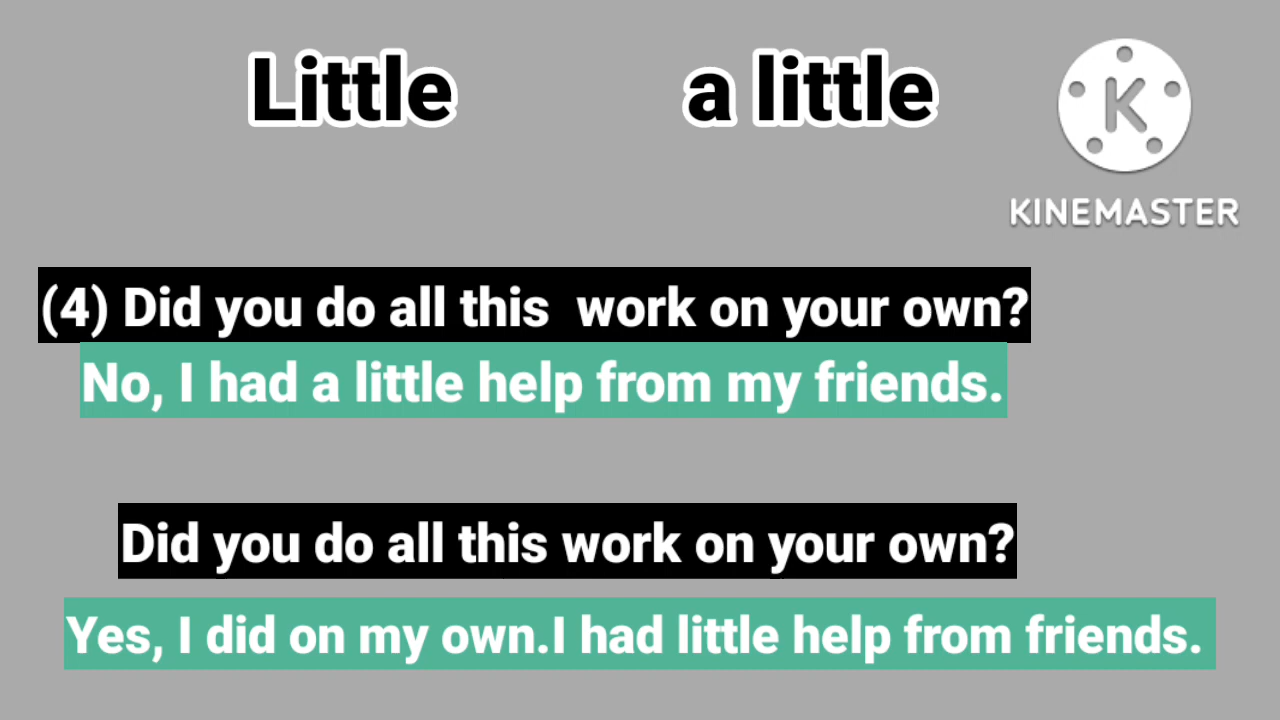 Little a little
KINEMASTER
(4) Did you do all this work on your own?
No, I had a little help from my friends.
Did you do all this work on your own?
Yes, I did on my own.I had little help from friends.